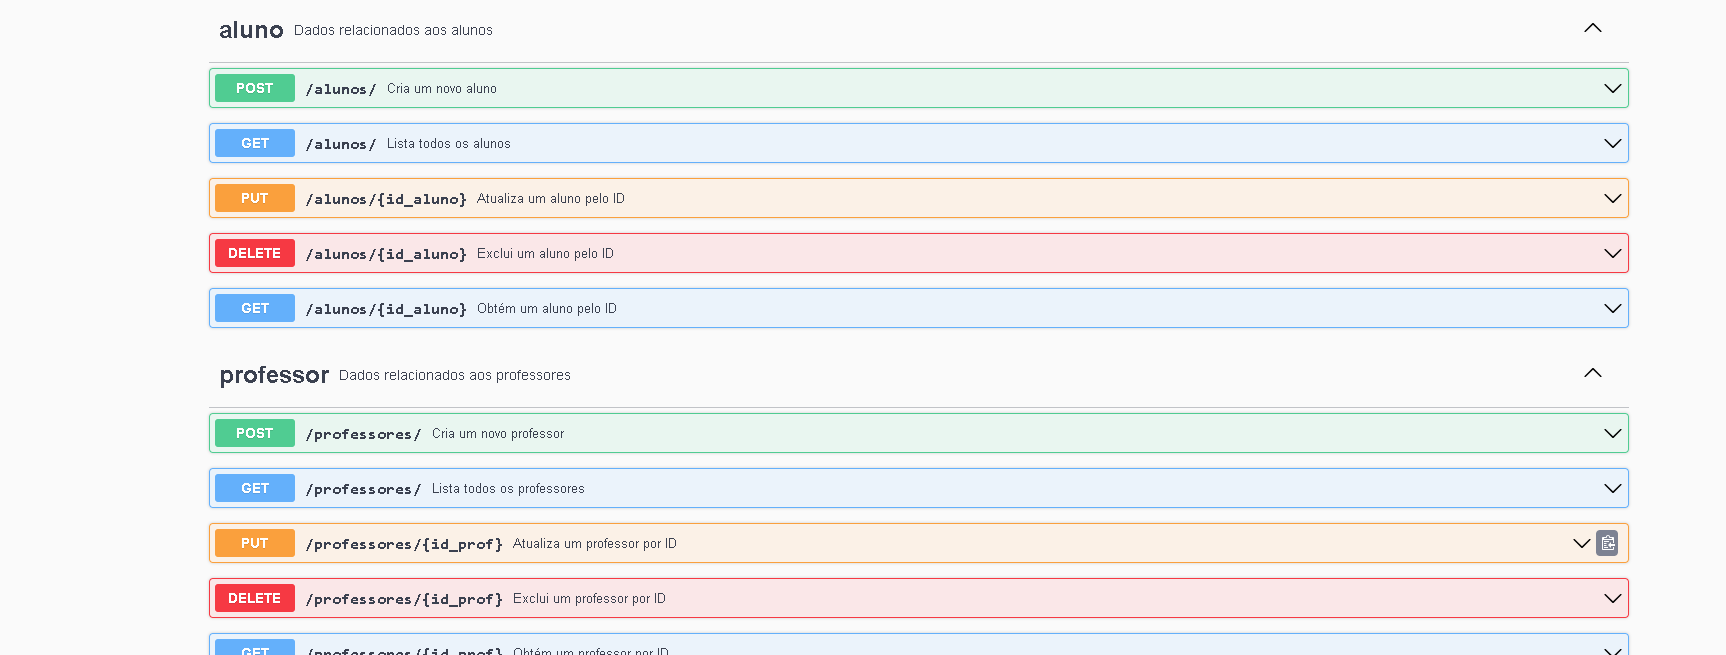 aluno Dados relacionados aos alunos
POST /alunos/ Cria um novo aluno
GET /alunos/ Lista todos os alunos
PUT /alunos/{id_aluno} Atualiza um aluno pelo ID
DELETE /alunos/{id_aluno} Exclui um aluno pelo ID
GET /alunos/{id_aluno} Obtém um aluno pelo ID
professor Dados relacionados aos professores
POST /professores/ Cria um novo professor
GET /professores/ Lista todos os professores
PUT /professores/{id_prof} Atualiza um professor por ID
DELETE /professores/{id_prof} Exclui um professor por ID
GET /professores/{id_prof} Obtém um professor por ID